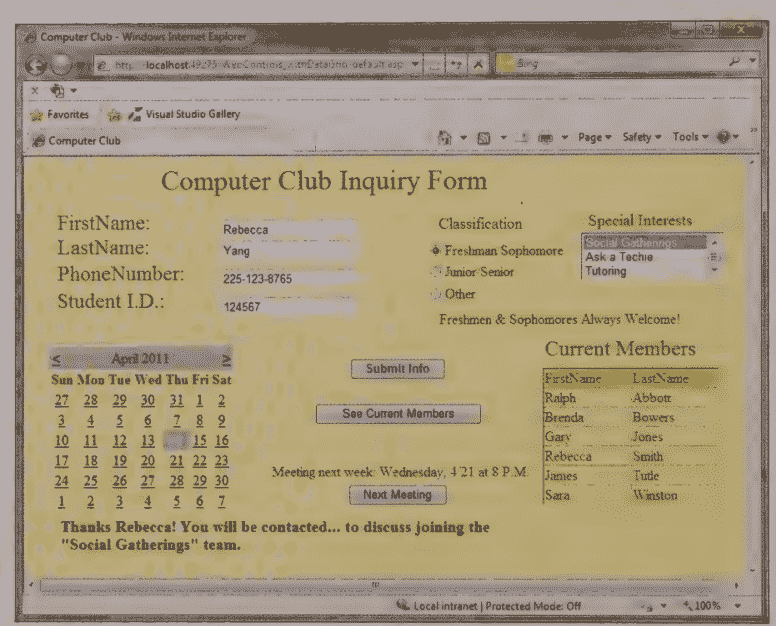 Computer Club - Windows Internet Explorer
Bing
Favorites Visual Studio Gallery
Computer Club Page Safety Tools
Computer Club Inquiry Form
FirstName: Rebecca
LastName: Yang
PhoneNumber: 225-123-8765
Student I.D.: 124567
Classification
Freshman Sophomore
Junior Senior
Other
Freshmen & Sophomores Always Welcome!
Special Interests
Social Gatherings
Ask a Techie
Tutoring
< April 2011 >
Sun Mon Tue Wed Thu Fri Sat
27 28 29 30 31 1 2
3 4 5 6 7 8 9
10 11 12 13 15 16
17 18 19 20 21 22 23
24 25 26 27 28 29 30
1 2 3 4 5 6 7
Submit Info
See Current Members
Meeting next week: Wednesday, 4/21 at 8 P.M.
Next Meeting
Current Members
FirstName LastName
Ralph Abbott
Brenda Bowers
Gary Jones
Rebecca Smith
James Tuttle
Sara Winston
Thanks Rebecca! You will be contacted... to discuss joining the
"Social Gatherings" team.
Local intranet | Protected Mode: Off 100%